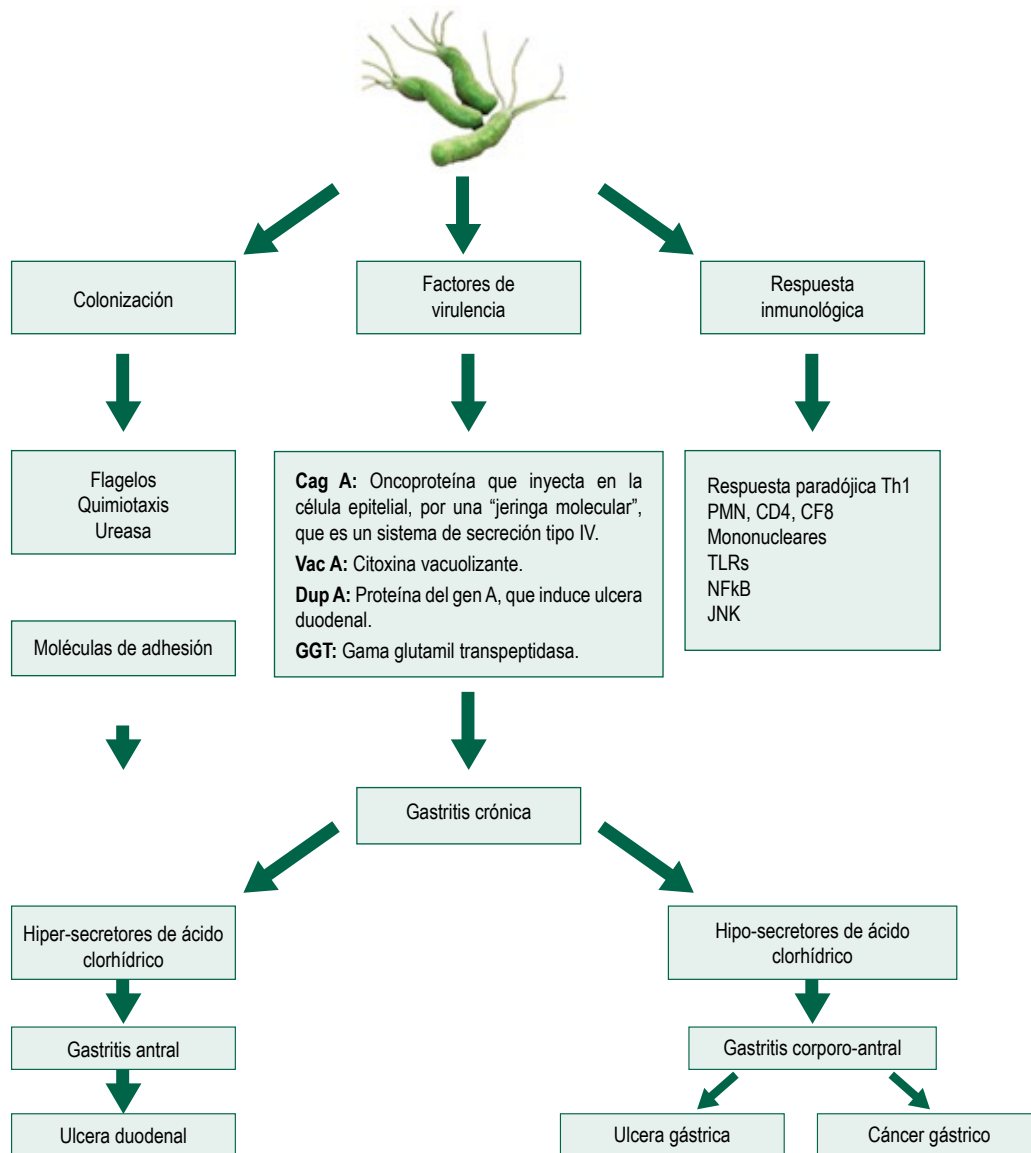 Colonización
Factores de
virulencia
Respuesta
inmunológica
Flagelos
Quimiotaxis
Ureasa
Moléculas de adhesión
Cag A: Oncoproteína que inyecta en la
célula epitelial, por una “jeringa molecular”,
que es un sistema de secreción tipo IV.
Vac A: Citoxina vacuolizante.
Dup A: Proteína del gen A, que induce ulcera
duodenal.
GGT: Gama glutamil transpeptidasa.
Respuesta paradójica Th1
PMN, CD4, CF8
Mononucleares
TLRs
NFkB
JNK
Gastritis crónica
Hiper-secretores de ácido
clorhídrico
Gastritis antral
Ulcera duodenal
Hipo-secretores de ácido
clorhídrico
Gastritis corporo-antral
Ulcera gástrica
Cáncer gástrico